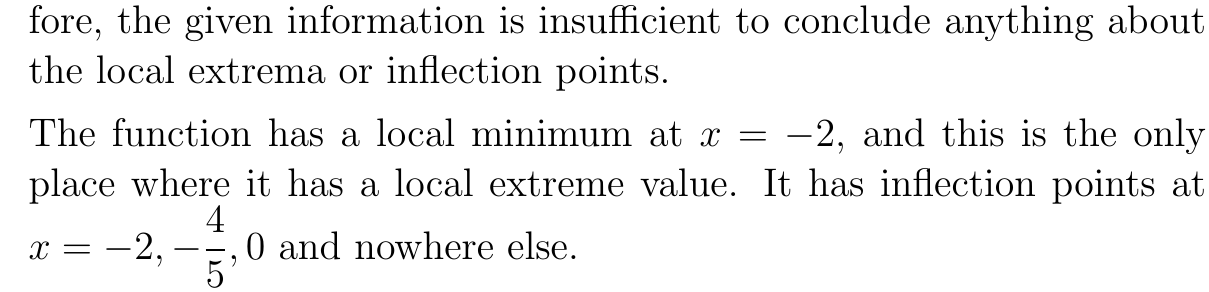 fore, the given information is insufficient to conclude anything about
the local extrema or inflection points.
The function has a local minimum at x = −2, and this is the only
place where it has a local extreme value. It has inflection points at
x = −2, −4/5, 0 and nowhere else.